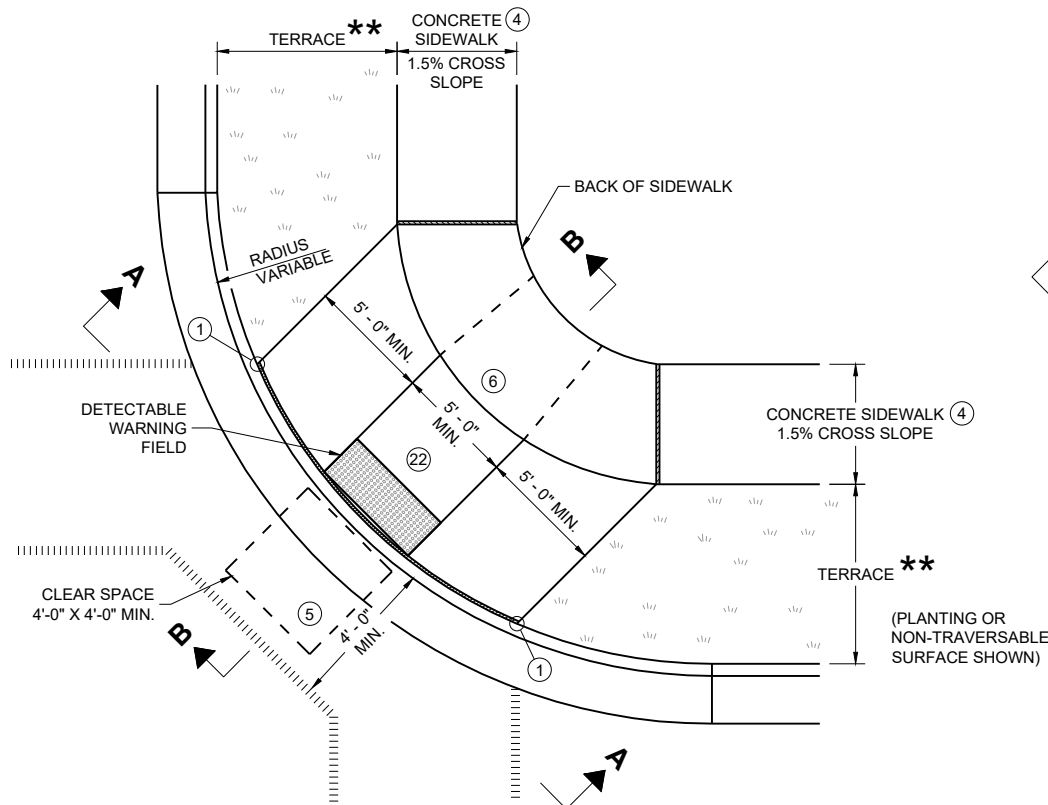 TERRACE **
CONCRETE 4
SIDEWALK
1.5% CROSS
SLOPE
BACK OF SIDEWALK
B
RADIUS
VARIABLE
A
1
5' - 0" MIN.
6
DETECTABLE
WARNING
FIELD
5' - 0"
MIN.
22
5' - 0" MIN.
CONCRETE SIDEWALK 4
1.5% CROSS SLOPE
TERRACE **
(PLANTING OR
NON-TRAVERSABLE
SURFACE SHOWN)
CLEAR SPACE
4'-0" X 4'-0" MIN.
5
4' - 0"
MIN.
B
1
A